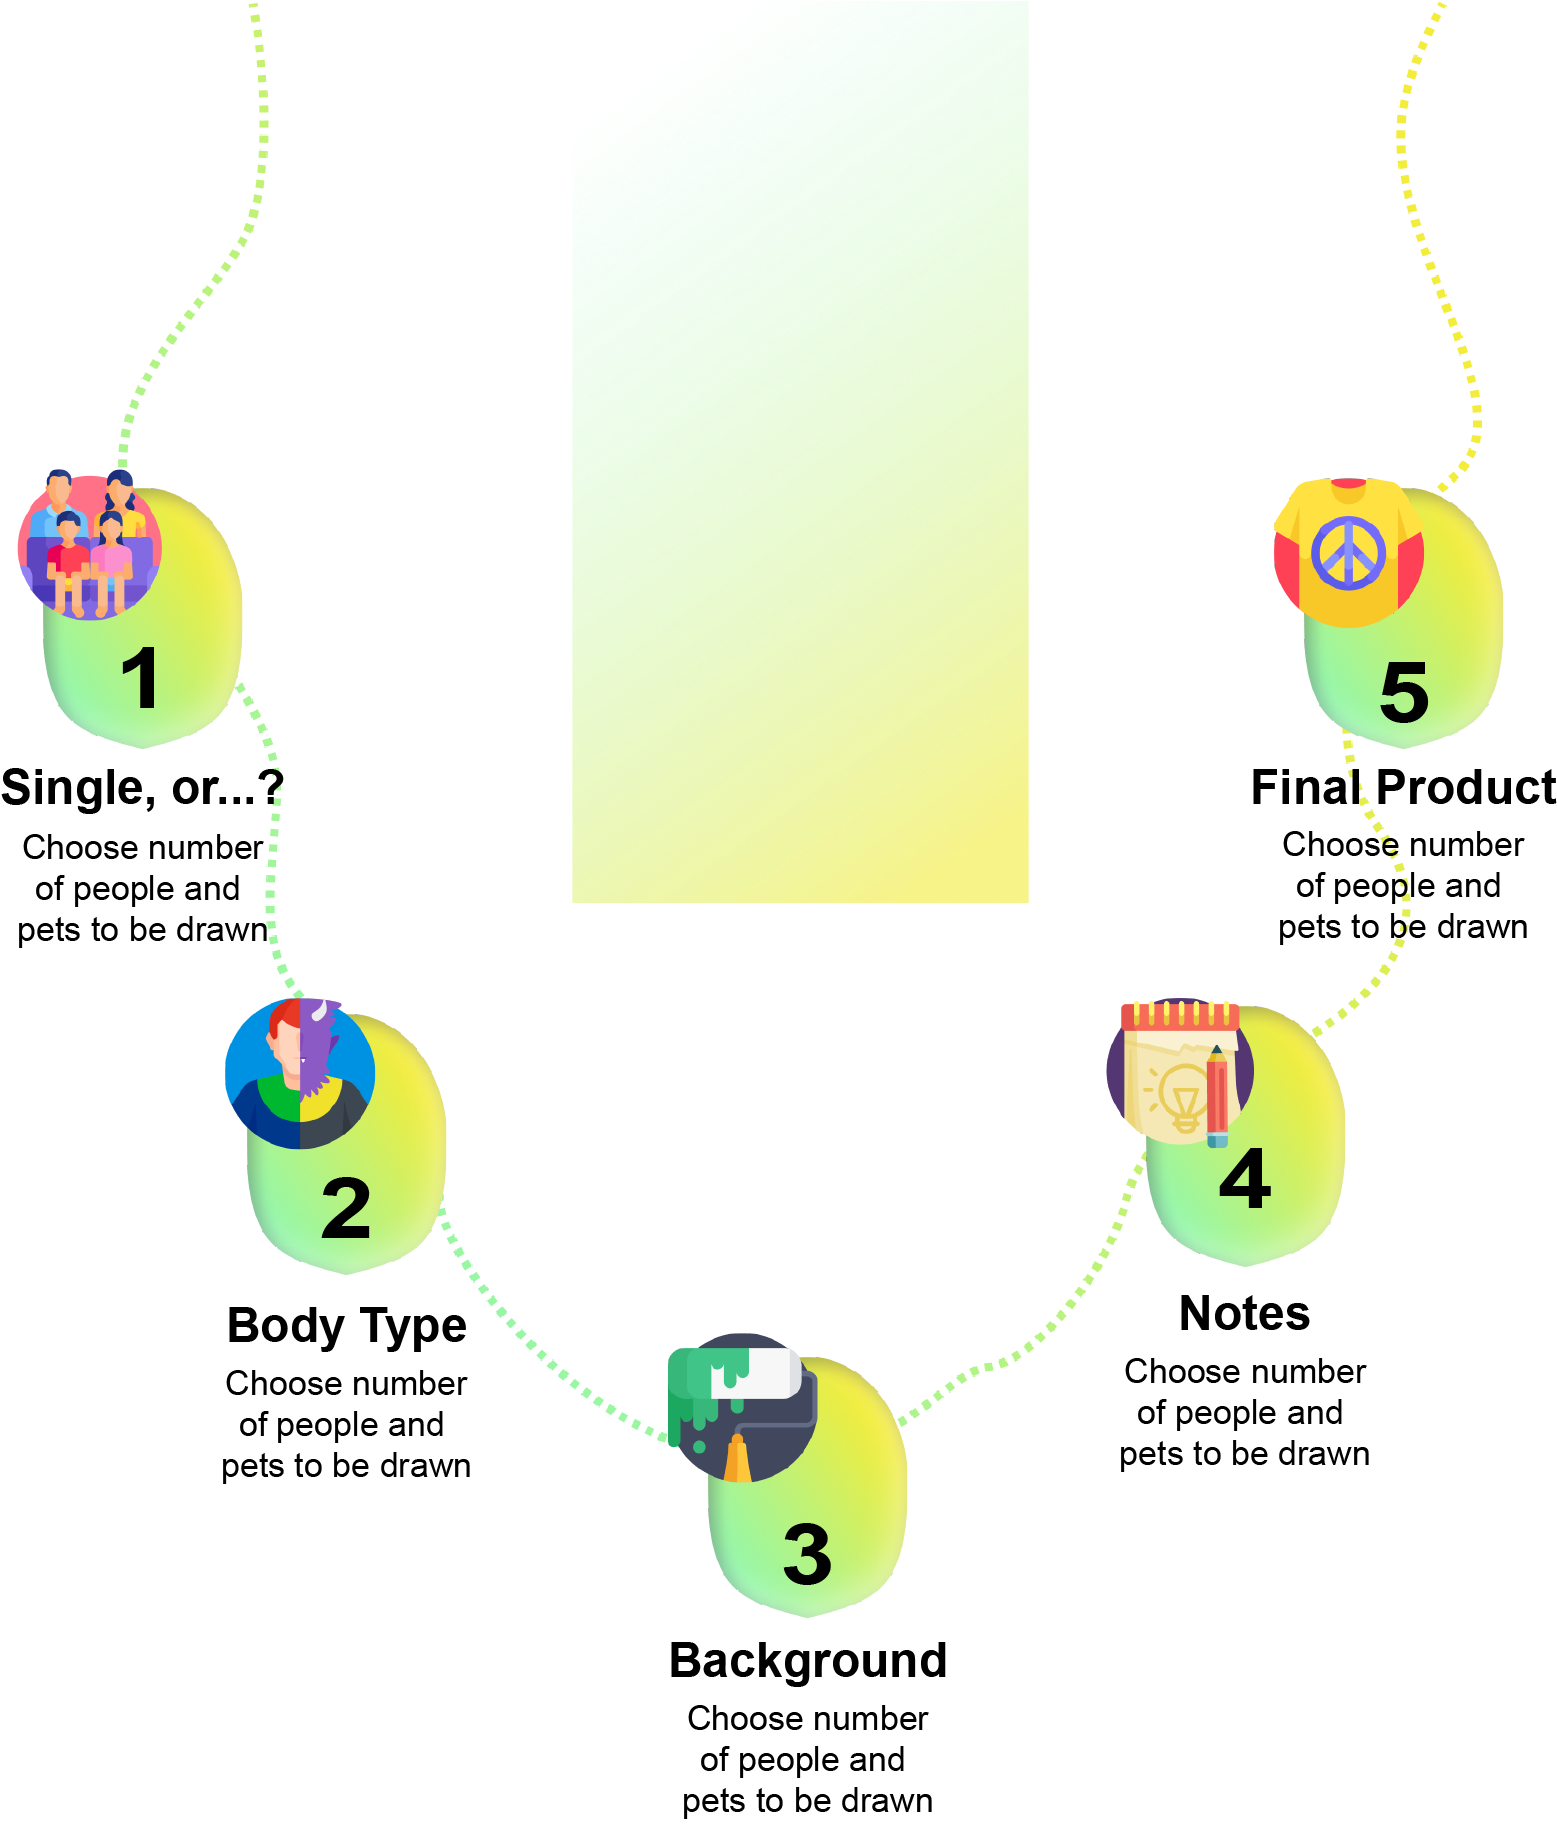 1
Single, or...?
Choose number
of people and
pets to be drawn
2
Body Type
Choose number
of people and
pets to be drawn
3
Background
Choose number
of people and
pets to be drawn
4
Notes
Choose number
of people and
pets to be drawn
5
Final Product
Choose number
of people and
pets to be drawn